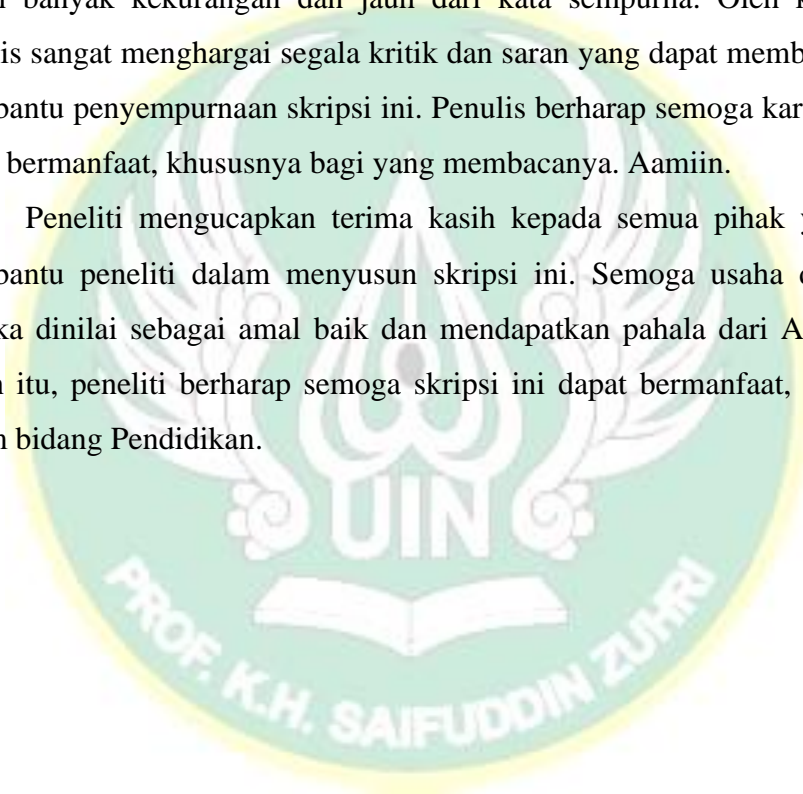 banyak kekurangan dan jauh dari kata sempurna. Oleh k
is sangat menghargai segala kritik dan saran yang dapat memb
bantu penyempurnaan skripsi ini. Penulis berharap semoga kar
bermanfaat, khususnya bagi yang membacanya. Aamiin.
Peneliti mengucapkan terima kasih kepada semua pihak y
bantu peneliti dalam menyusun skripsi ini. Semoga usaha
ka dinilai sebagai amal baik dan mendapatkan pahala dari A
itu, peneliti berharap semoga skripsi ini dapat bermanfaat,
bidang Pendidikan.
UIN
PROF. K.H. SAIFUDDIN ZUHRI